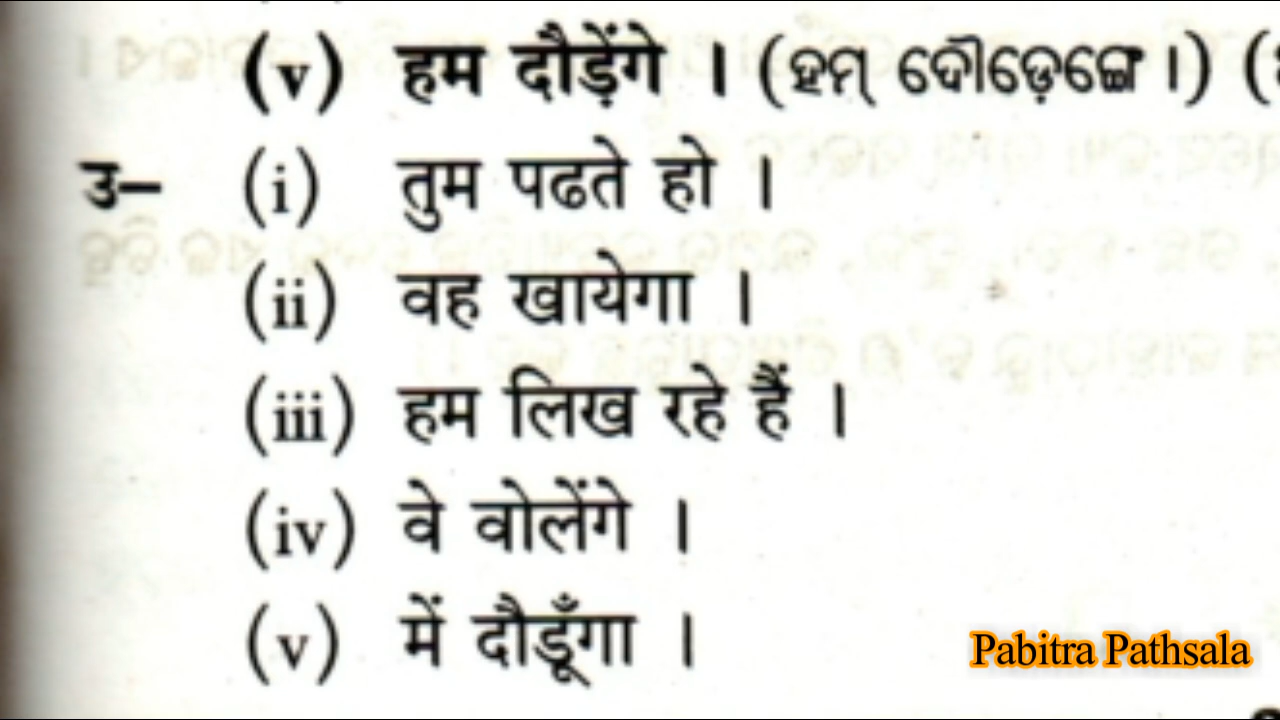 (v) हम दौड़ेंगे । (ହମ୍ ଦୌଡ଼େଙ୍ଗେ ।) (
उ– (i) तुम पढते हो ।
(ii) वह खायेगा ।
(iii) हम लिख रहे हैं ।
(iv) वे वोलेंगे ।
(v) में दौड़ूँगा ।
Pabitra Pathsala